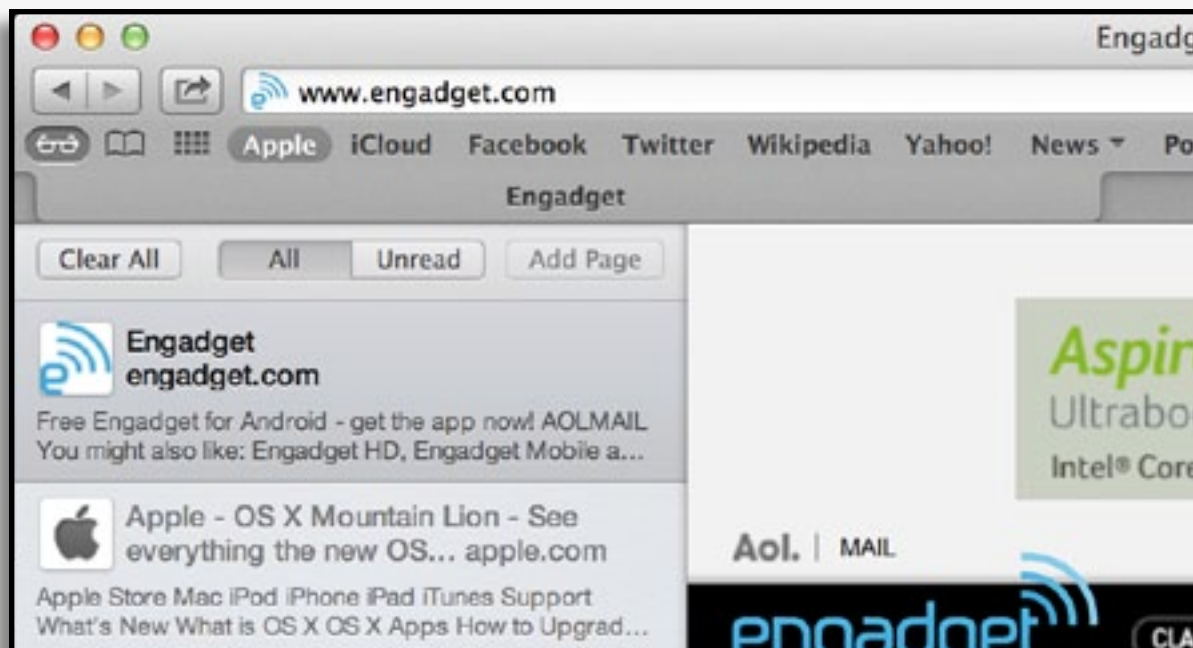 Engadg
www.engadget.com
Apple iCloud Facebook Twitter Wikipedia Yahoo! News Po
Engadget
Clear All All Unread Add Page
Engadget
engadget.com
Free Engadget for Android - get the app now! AOLMAIL
You might also like: Engadget HD, Engadget Mobile a...
Apple - OS X Mountain Lion - See
everything the new OS... apple.com
Apple Store Mac iPod iPhone iPad iTunes Support
What's New What is OS X OS X Apps How to Upgrad...
Aspir
Ultrabo
Intel® Core
Aol. | MAIL
engadget
CLA